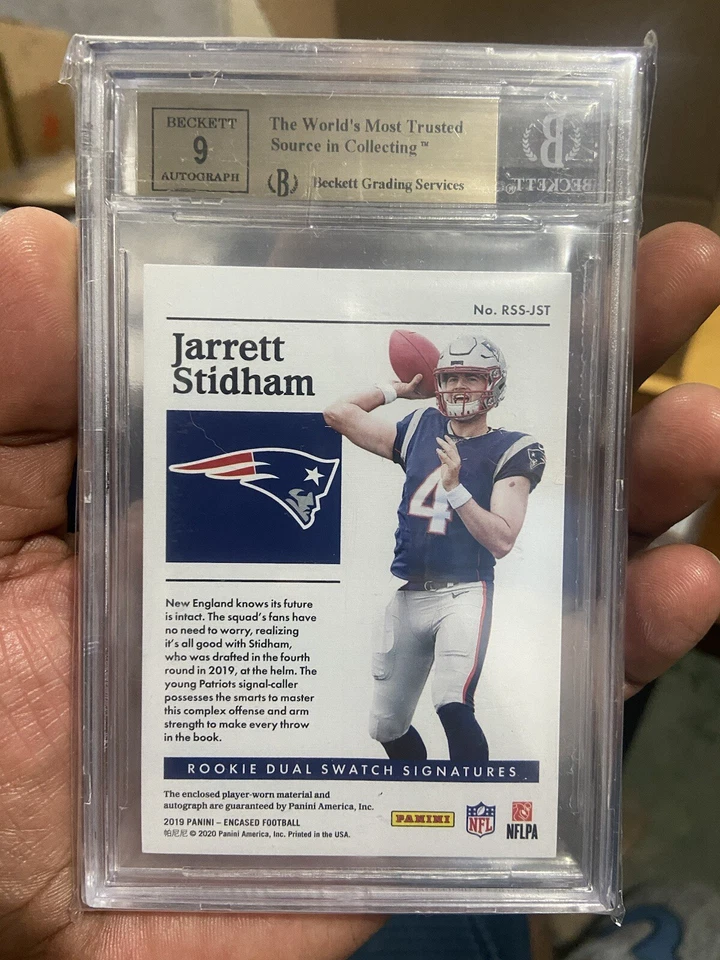 BECKETT
9
AUTOGRAPH
The World's Most Trusted
Source in Collecting™
Beckett Grading Services
B
BECKETT
No. RSS-JST
Jarrett
Stidham
4
New England knows its future
is intact. The squad's fans have
no need to worry, realizing
it's all good with Stidham,
who was drafted in the fourth
round in 2019, at the helm. The
young Patriots signal-caller
possesses the smarts to master
this complex offense and arm
strength to make every throw
in the book.
ROOKIE DUAL SWATCH SIGNATURES
The enclosed player-worn material and
autograph are guaranteed by Panini America, Inc.
2019 PANINI – ENCASED FOOTBALL
帕尼尼 © 2020 Panini America, Inc. Printed in the USA.
PANINI
NFL
NFLPA